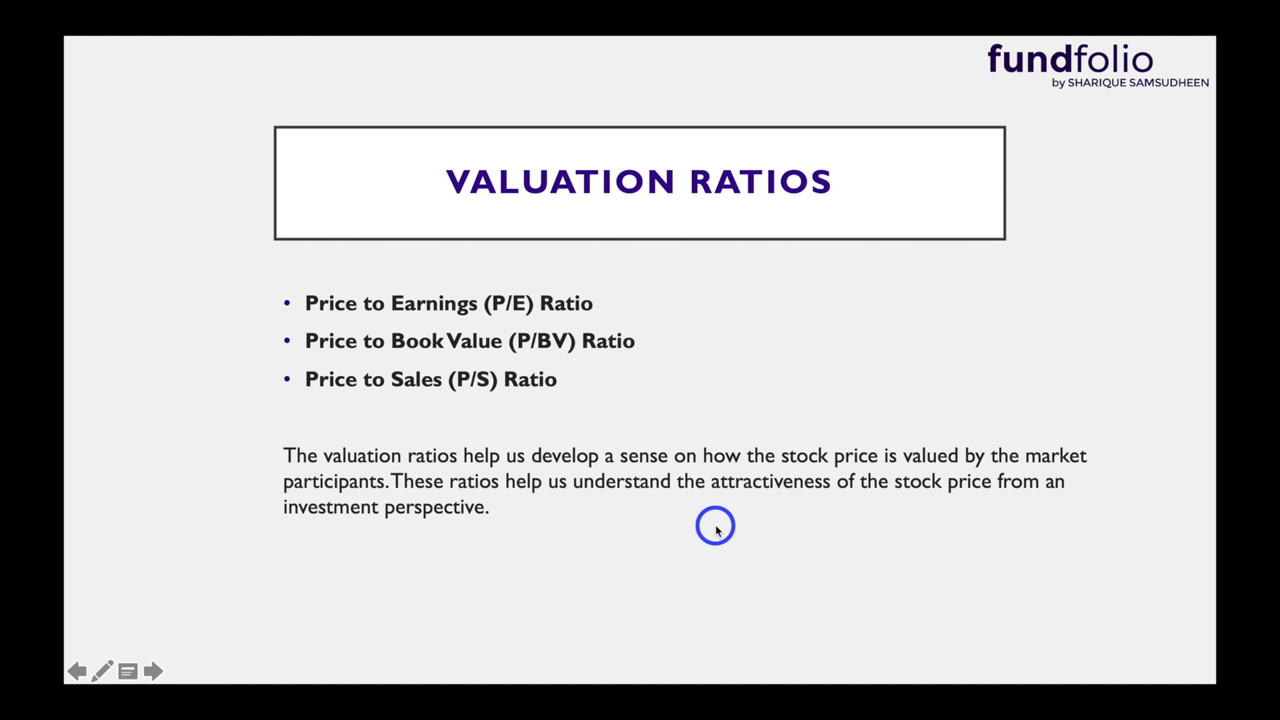 fundfolio
by SHARIQUE SAMSUDHEEN
VALUATION RATIOS
• Price to Earnings (P/E) Ratio
• Price to Book Value (P/BV) Ratio
• Price to Sales (P/S) Ratio
The valuation ratios help us develop a sense on how the stock price is valued by the market
participants. These ratios help us understand the attractiveness of the stock price from an
investment perspective.